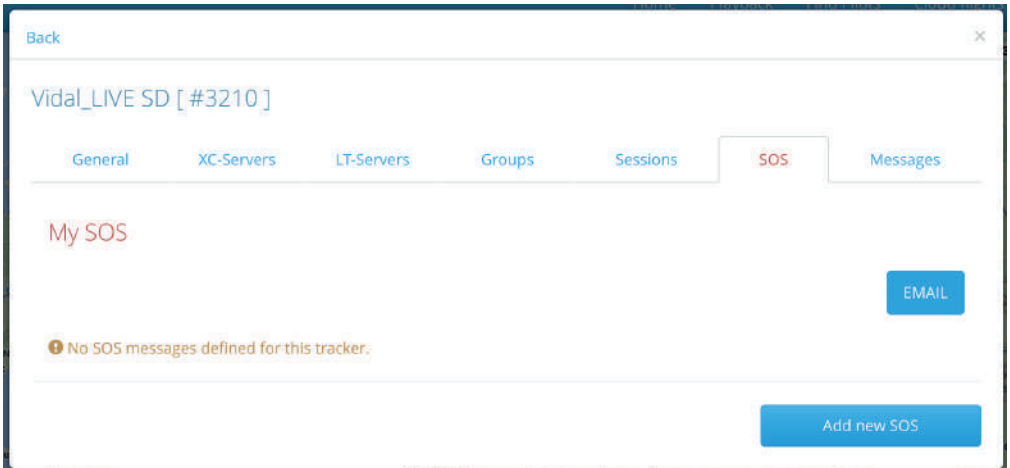 Back ×
Vidal_LIVE SD [ #3210 ]
General XC-Servers LT-Servers Groups Sessions SOS Messages
My SOS
EMAIL
No SOS messages defined for this tracker.
Add new SOS